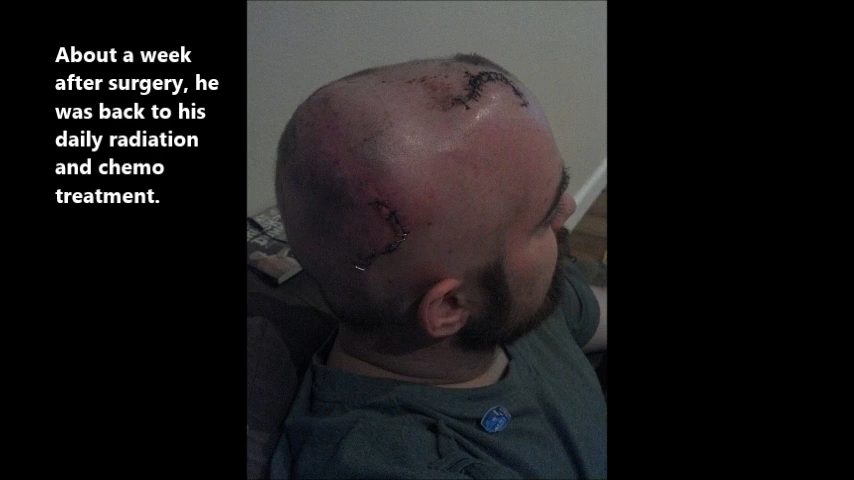 About a week
after surgery, he
was back to his
daily radiation
and chemo
treatment.